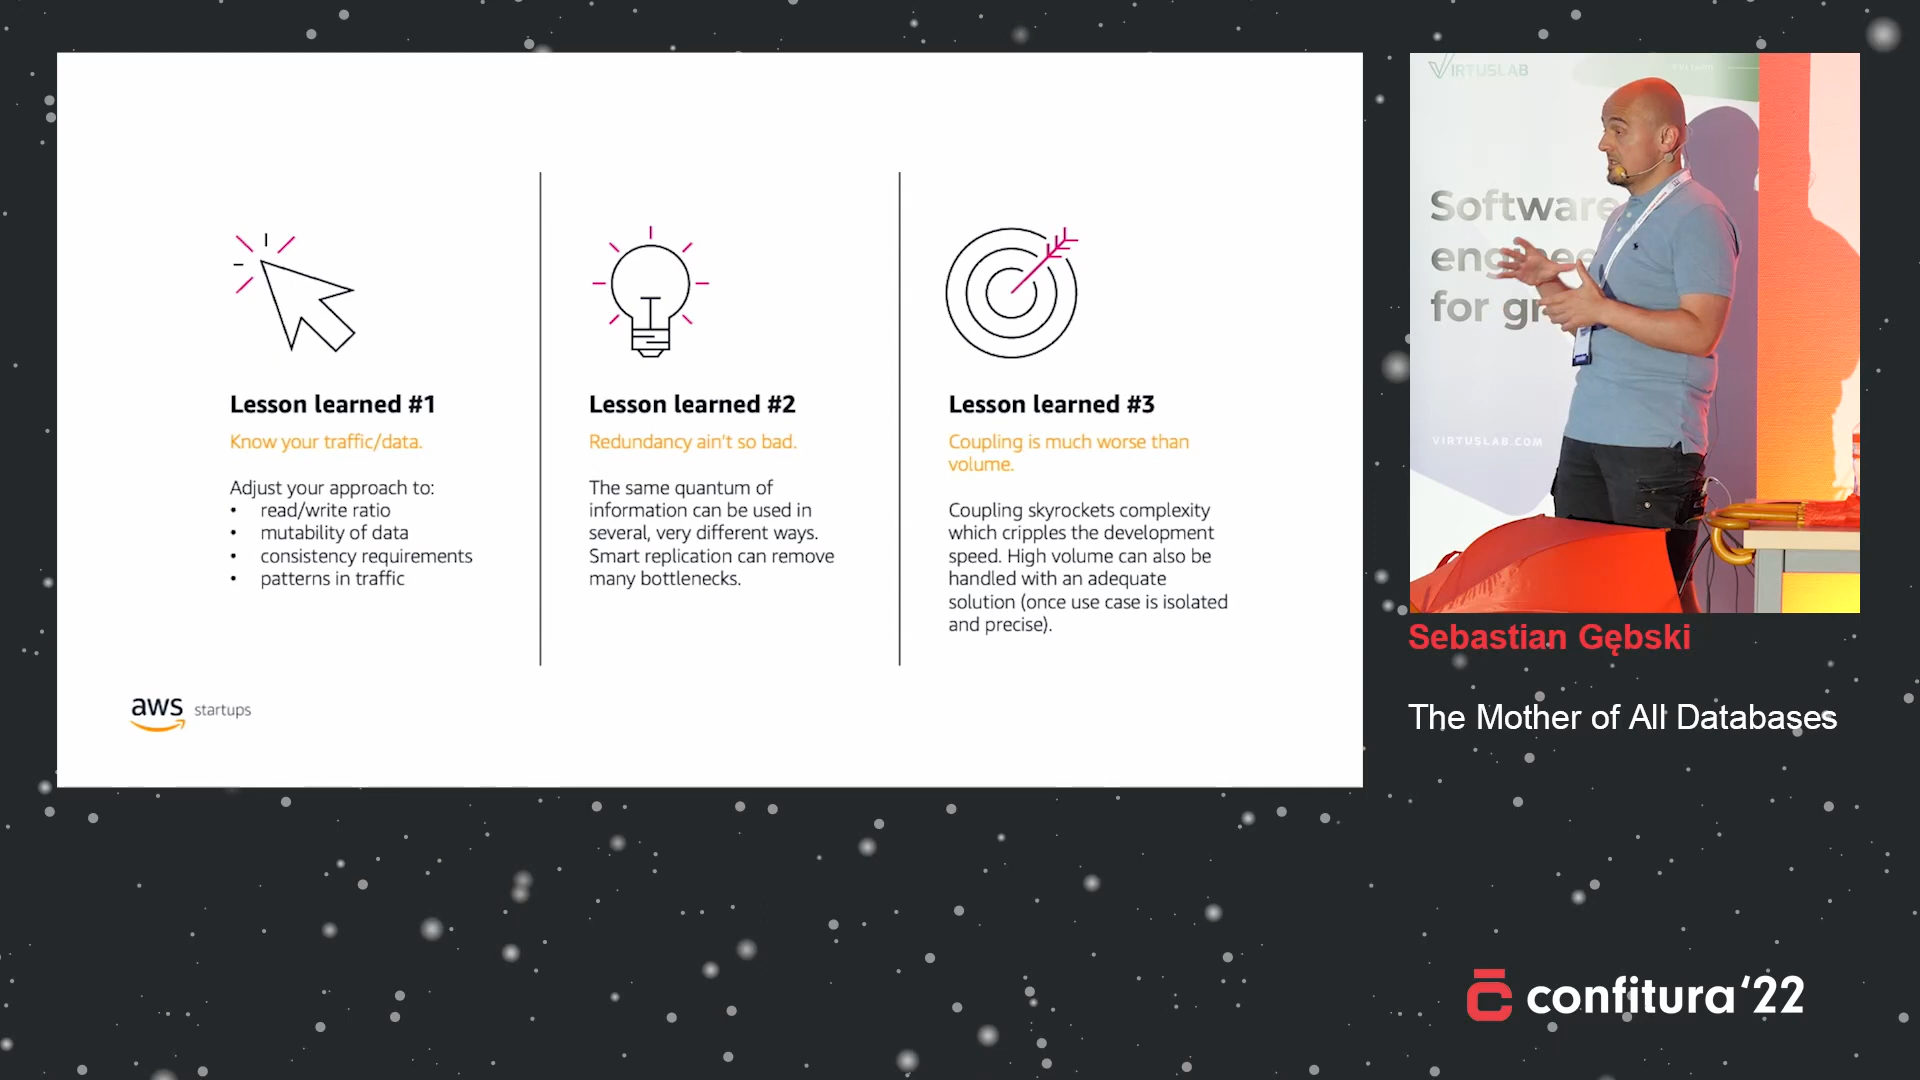 Lesson learned #1
Know your traffic/data.
Adjust your approach to:
• read/write ratio
• mutability of data
• consistency requirements
• patterns in traffic
Lesson learned #2
Redundancy ain't so bad.
The same quantum of
information can be used in
several, very different ways.
Smart replication can remove
many bottlenecks.
Lesson learned #3
Coupling is much worse than
volume.
Coupling skyrockets complexity
which cripples the development
speed. High volume can also be
handled with an adequate
solution (once use case is isolated
and precise).
aws startups
VIRTUSLAB
Software
for
VIRTUSLAB.COM
Sebastian Gębski
The Mother of All Databases
confitura '22